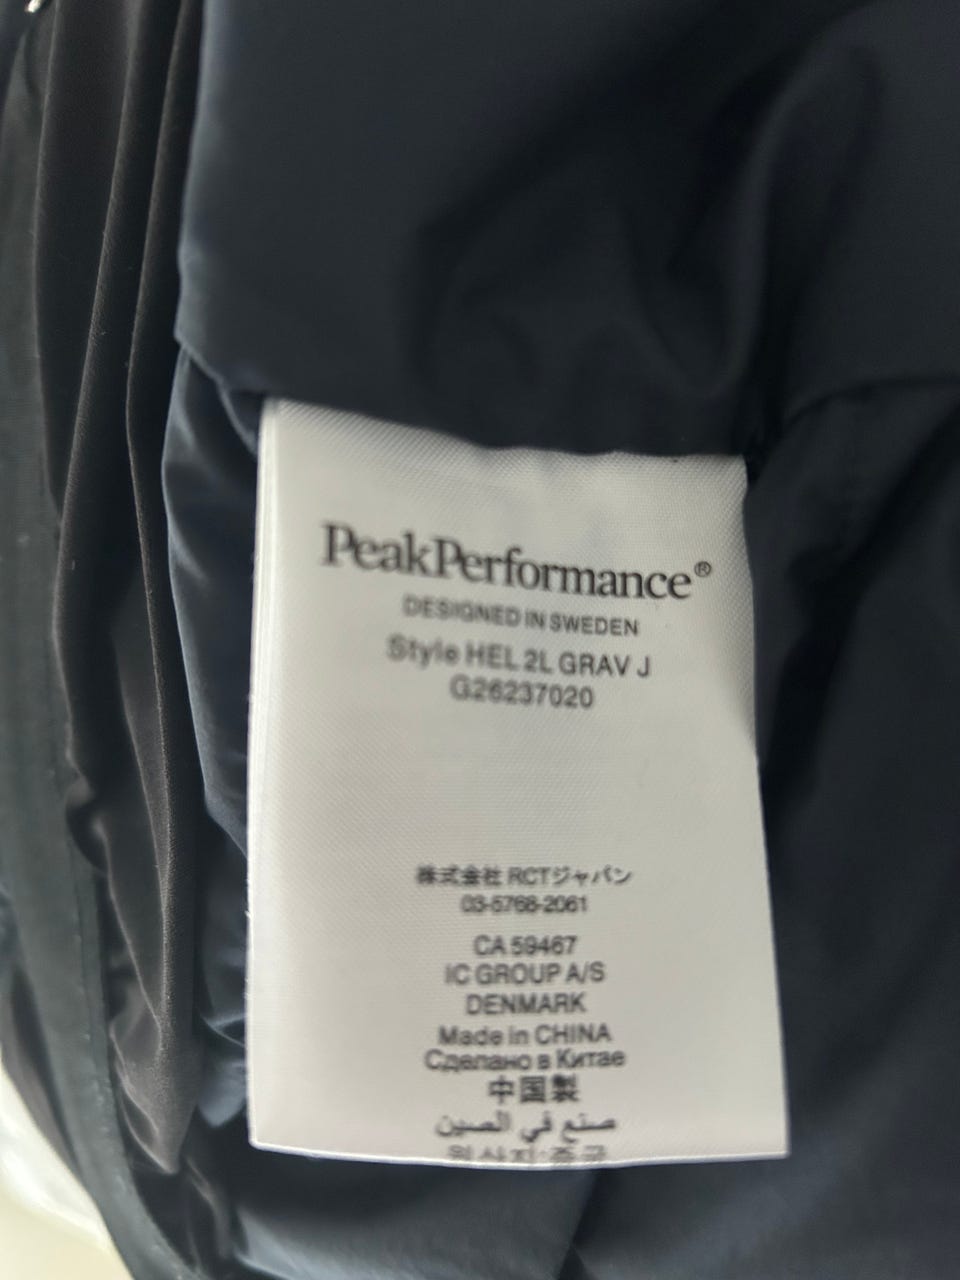 PeakPerformance®
DESIGNED IN SWEDEN
Style HEL 2L GRAV J
G26237020
株式会社 RCTジャパン
03-5768-2061
CA 59467
IC GROUP A/S
DENMARK
Made in CHINA
Сделано в Китае
中国製
صنع في الصين